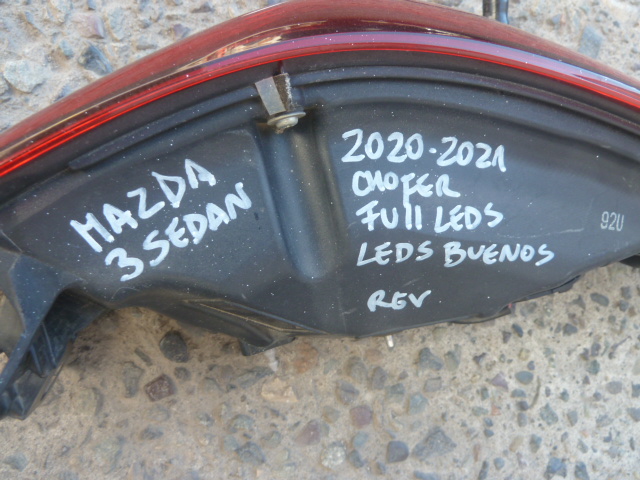 MAZDA
3 SEDAN
2020-2021
CHOFER
FULL LEDS
LEDS BUENOS
REV
92U